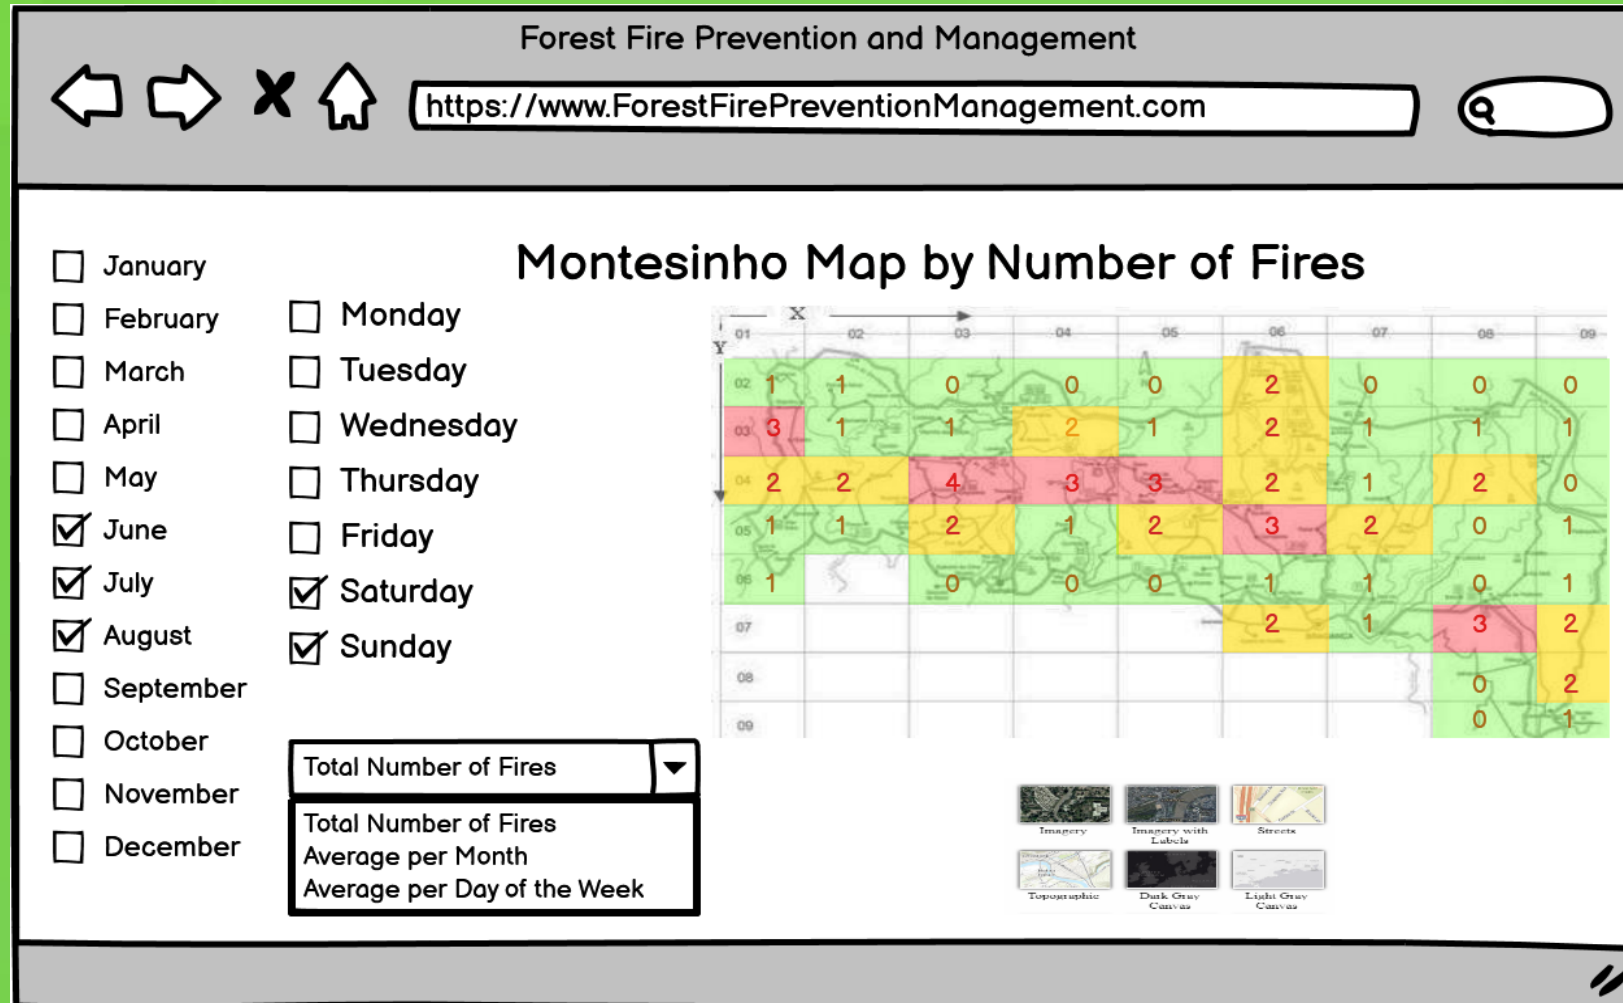 Forest Fire Prevention and Management
https://www.ForestFirePreventionManagement.com
Montesinho Map by Number of Fires
January
February
March
April
May
June
July
August
September
October
November
December
Monday
Tuesday
Wednesday
Thursday
Friday
Saturday
Sunday
Total Number of Fires
Total Number of Fires
Average per Month
Average per Day of the Week
X
Y
01 02 03 04 05 06 07 08 09
02 1 1 0 0 0 2 0 0 0
03 3 1 1 2 1 2 1 1 1
04 2 2 4 3 3 2 1 2 0
05 1 1 2 1 2 3 2 0 1
06 1 0 0 0 1 1 0 1
07 2 1 3 2
08 0 2
09 0 1
Imagery
Imagery with Labels
Streets
Topographic
Dark Gray Canvas
Light Gray Canvas